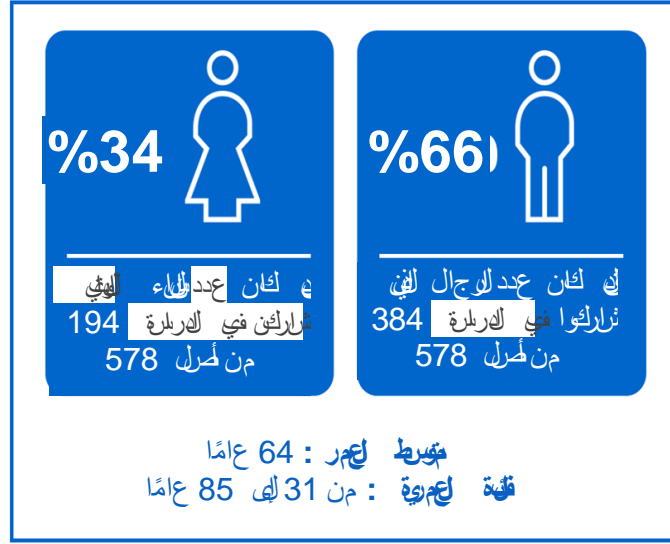 %66
كان عدد الرجال الذين
شاركوا في الدراسة 384
من أصل 578
%34
كان عدد النساء
شاركن في الدراسة 194
من أصل 578
متوسط العمر : 64 عامًا
الفئة العمرية : من 31 إلى 85 عامًا